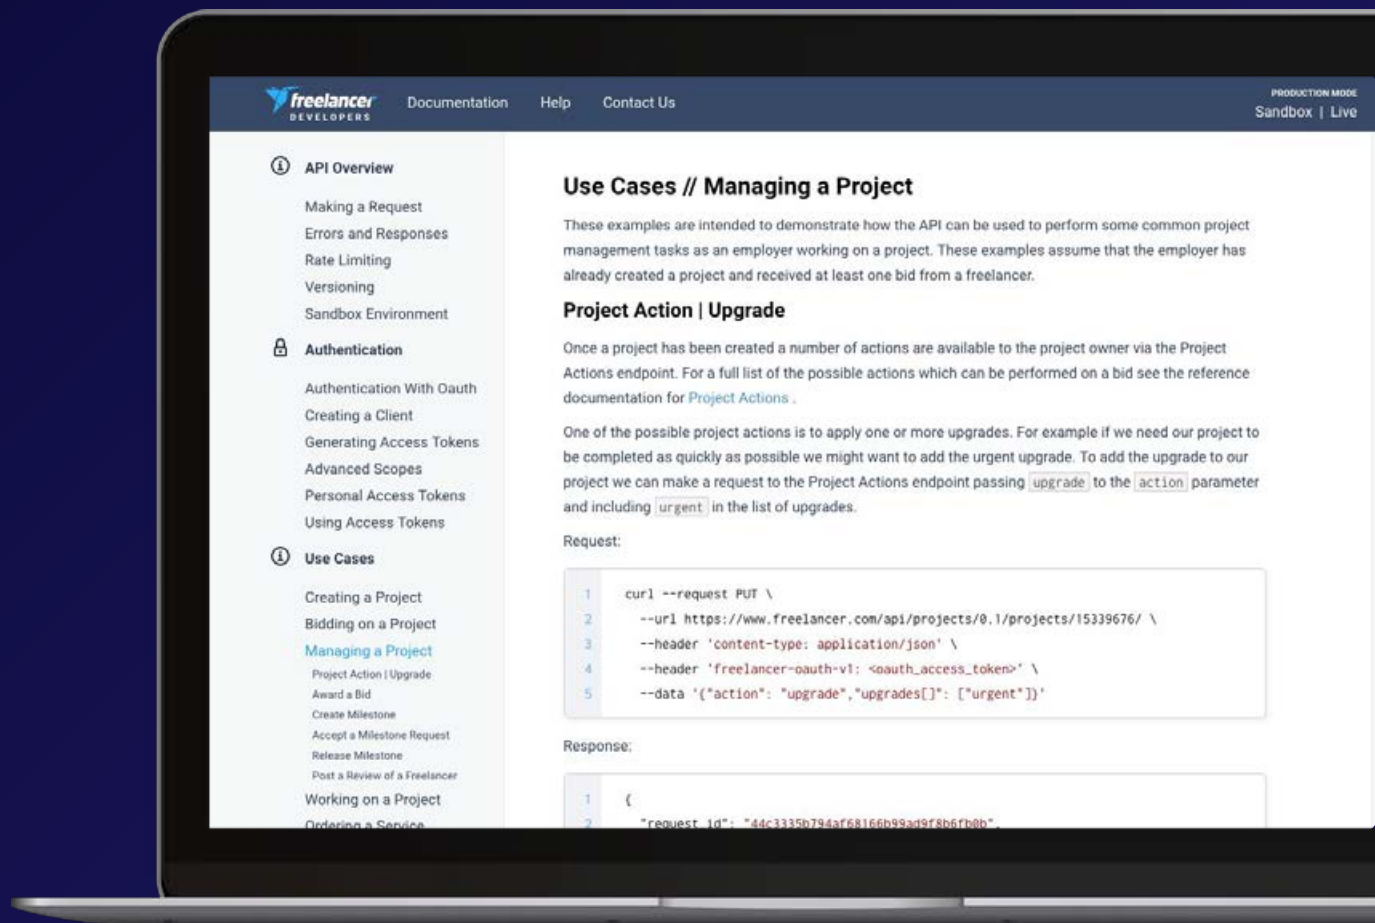 freelancer
DEVELOPERS
Documentation
Help
Contact Us
PRODUCTION MODE
Sandbox | Live
API Overview
Making a Request
Errors and Responses
Rate Limiting
Versioning
Sandbox Environment
Authentication
Authentication With Oauth
Creating a Client
Generating Access Tokens
Advanced Scopes
Personal Access Tokens
Using Access Tokens
Use Cases
Creating a Project
Bidding on a Project
Managing a Project
Project Action | Upgrade
Award a Bid
Create Milestone
Accept a Milestone Request
Release Milestone
Post a Review of a Freelancer
Working on a Project
Ordering a Service
Use Cases // Managing a Project
These examples are intended to demonstrate how the API can be used to perform some common project
management tasks as an employer working on a project. These examples assume that the employer has
already created a project and received at least one bid from a freelancer.
Project Action | Upgrade
Once a project has been created a number of actions are available to the project owner via the Project
Actions endpoint. For a full list of the possible actions which can be performed on a bid see the reference
documentation for Project Actions .
One of the possible project actions is to apply one or more upgrades. For example if we need our project to
be completed as quickly as possible we might want to add the urgent upgrade. To add the upgrade to our
project we can make a request to the Project Actions endpoint passing upgrade to the action parameter
and including urgent in the list of upgrades.
Request:
1 curl --request PUT \
2 --url https://www.freelancer.com/api/projects/0.1/projects/15339676/ \
3 --header 'content-type: application/json' \
4 --header 'freelancer-oauth-v1: <oauth_access_token>' \
5 --data '{"action": "upgrade","upgrades[]": ["urgent"]}'
Response:
1 {
2 "request_id": "44c3335b794af68166b99ad9f8b6fb0b",